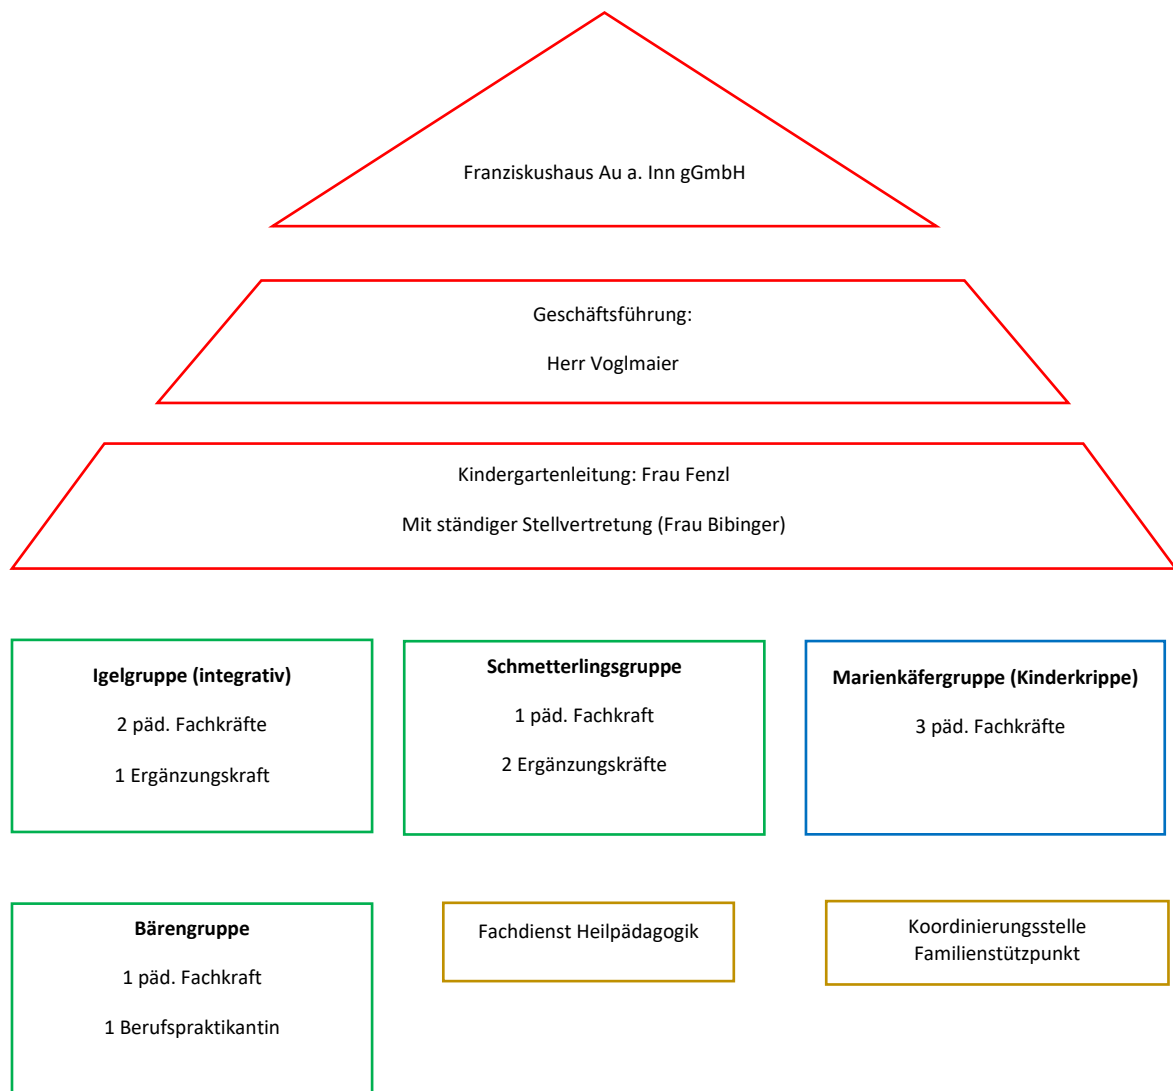 Franziskushaus Au a. Inn gGmbH
Geschäftsführung:
Herr Voglmaier
Kindergartenleitung: Frau Fenzl
Mit ständiger Stellvertretung (Frau Bibinger)
Igelgruppe (integrativ)
2 päd. Fachkräfte
1 Ergänzungskraft
Schmetterlingsgruppe
1 päd. Fachkraft
2 Ergänzungskräfte
Marienkäfergruppe (Kinderkrippe)
3 päd. Fachkräfte
Bärengruppe
1 päd. Fachkraft
1 Berufspraktikantin
Fachdienst Heilpädagogik
Koordinierungsstelle
Familienstützpunkt